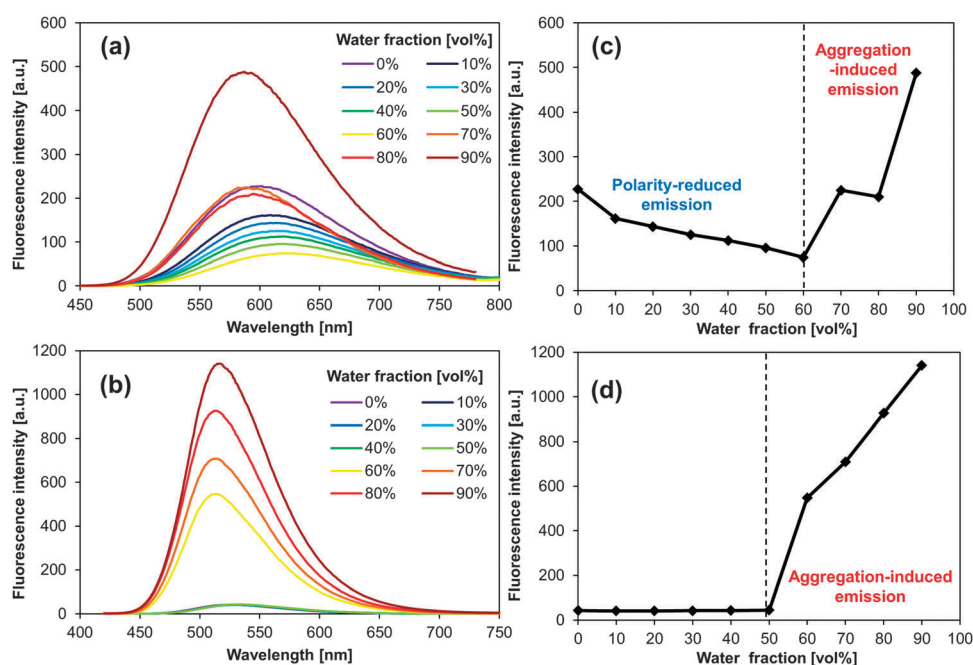 (a)
Water fraction [vol%]
0% 10%
20% 30%
40% 50%
60% 70%
80% 90%
Fluorescence intensity [a.u.]
600
500
400
300
200
100
0
450 500 550 600 650 700 750 800
Wavelength [nm]
(c)
Aggregation
-induced
emission
Polarity-reduced
emission
Fluorescence intensity [a.u.]
600
500
400
300
200
100
0
0 10 20 30 40 50 60 70 80 90 100
Water fraction [vol%]
(b)
Water fraction [vol%]
0% 10%
20% 30%
40% 50%
60% 70%
80% 90%
Fluorescence intensity [a.u.]
1200
1000
800
600
400
200
0
400 450 500 550 600 650 700 750
Wavelength [nm]
(d)
Aggregation-induced
emission
Fluorescence intensity [a.u.]
1200
1000
800
600
400
200
0
0 10 20 30 40 50 60 70 80 90 100
Water fraction [vol%]